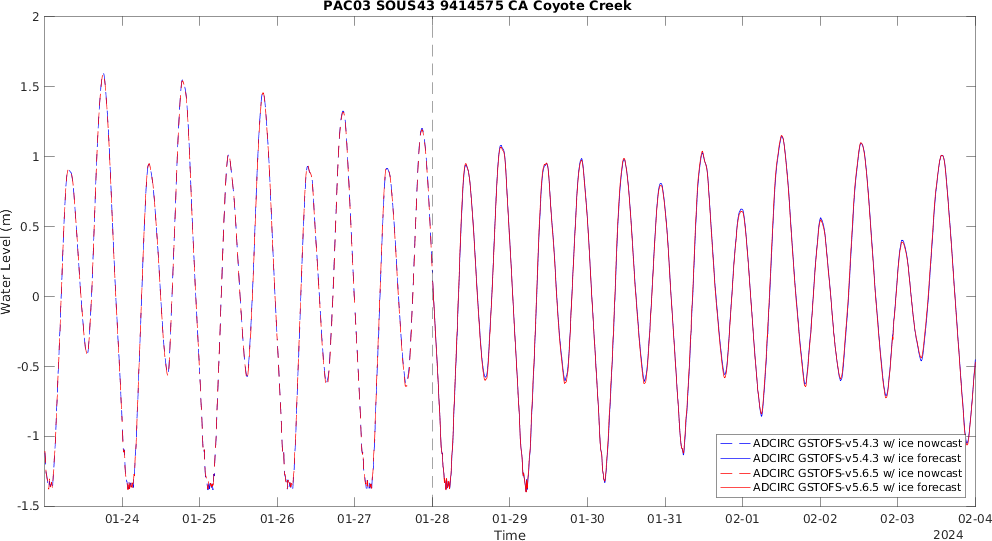 PAC03 SOUS43 9414575 CA Coyote Creek
Water Level (m)
2
1.5
1
0.5
0
-0.5
-1
-1.5
01-24 01-25 01-26 01-27 01-28 01-29 01-30 01-31 02-01 02-02 02-03 02-04
Time
2024
ADCIRC GSTOFS-v5.4.3 w/ ice nowcast
ADCIRC GSTOFS-v5.4.3 w/ ice forecast
ADCIRC GSTOFS-v5.6.5 w/ ice nowcast
ADCIRC GSTOFS-v5.6.5 w/ ice forecast